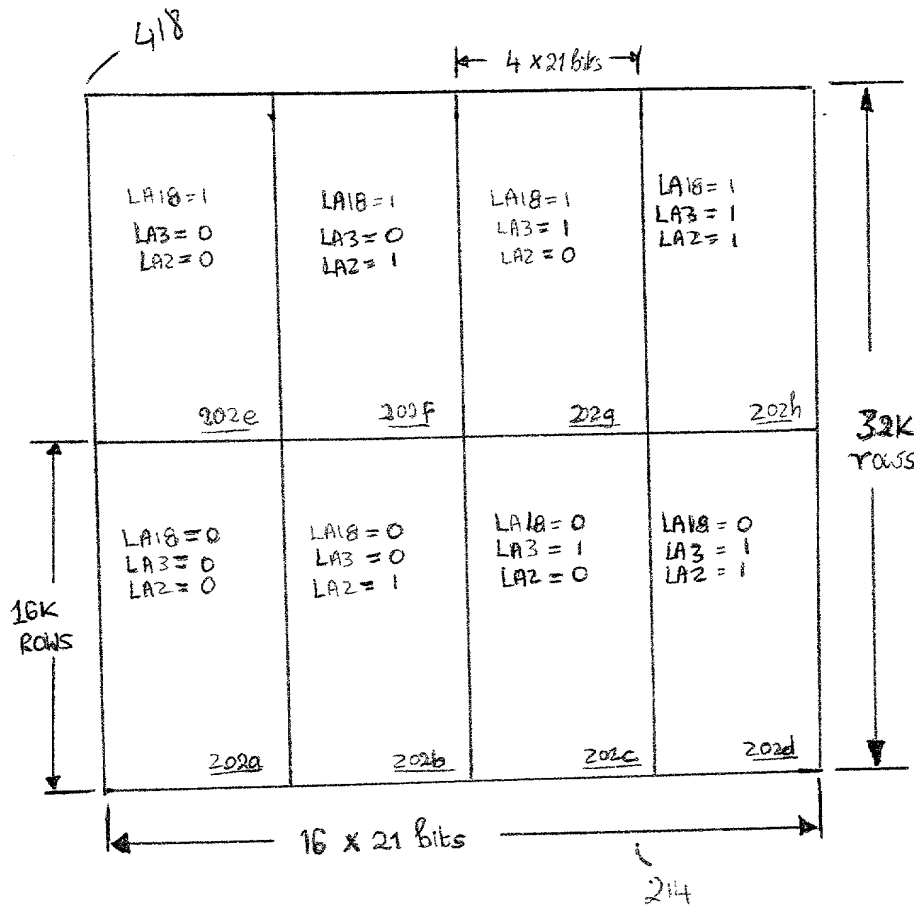 418
4 x 21 bits
LA18=1
LA3=0
LA2=0
LA18=1
LA3=0
LA2=1
LA18=1
LA3=1
LA2=0
LA18=1
LA3=1
LA2=1
202e
202f
202g
202h
32K
rows
LA18=0
LA3=0
LA2=0
LA18=0
LA3=0
LA2=1
LA18=0
LA3=1
LA2=0
LA18=0
LA3=1
LA2=1
16K
ROWS
202a
202b
202c
202d
16 x 21 bits
214